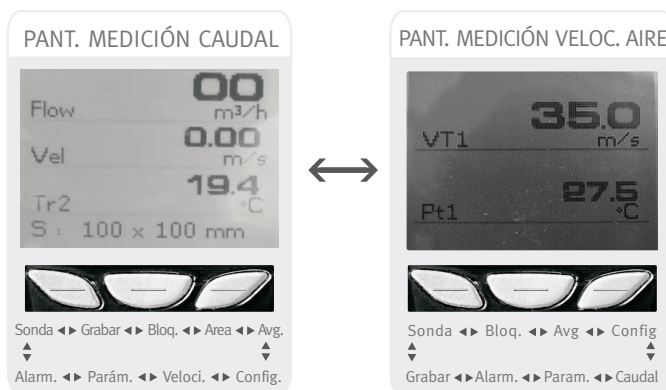 PANT. MEDICIÓN CAUDAL
00
Flow m³/h
0.00
Vel m/s
19.4
Tr2 °C
S : 100 x 100 mm
Sonda ◂▸ Grabar ◂▸ Bloq. ◂▸ Area ◂▸ Avg.
Alarm. ◂▸ Parám. ◂▸ Veloci. ◂▸ Config.
PANT. MEDICIÓN VELOC. AIRE
35.0
VT1 m/s
27.5
Pt1 °C
Sonda ◂▸ Bloq. ◂▸ Avg ◂▸ Config
Grabar ◂▸ Alarm. ◂▸ Param. ◂▸ Caudal